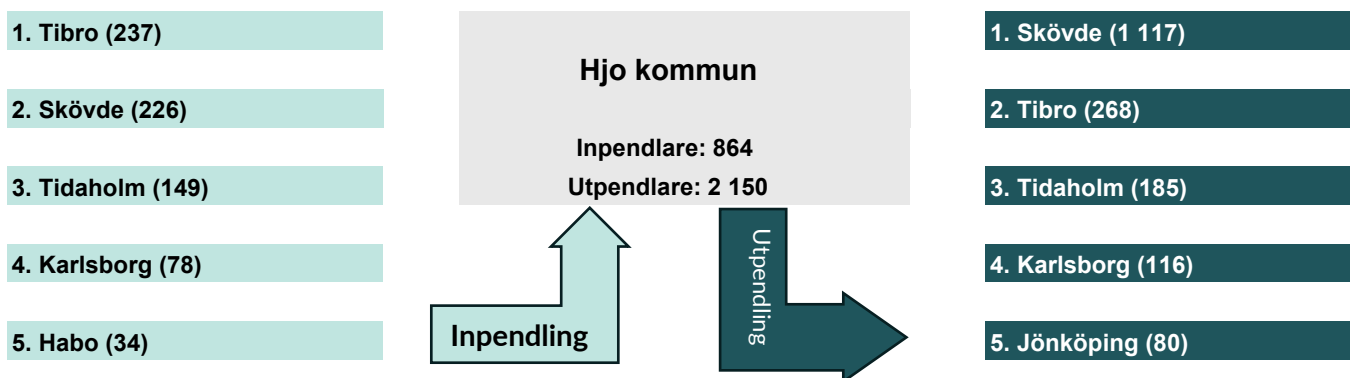 1. Tibro (237)
2. Skövde (226)
3. Tidaholm (149)
4. Karlsborg (78)
5. Habo (34)
Hjo kommun
Inpendlare: 864
Utpendlare: 2 150
Inpendling
Utpendling
1. Skövde (1 117)
2. Tibro (268)
3. Tidaholm (185)
4. Karlsborg (116)
5. Jönköping (80)